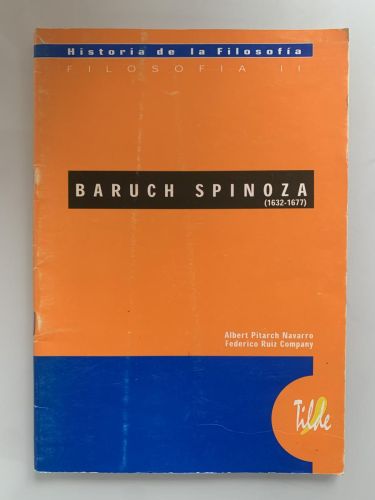 Historia de la Filosofía
FILOSOFIA II
BARUCH SPINOZA
(1632-1677)
Albert Pitarch Navarro
Federico Ruiz Company
Tilde